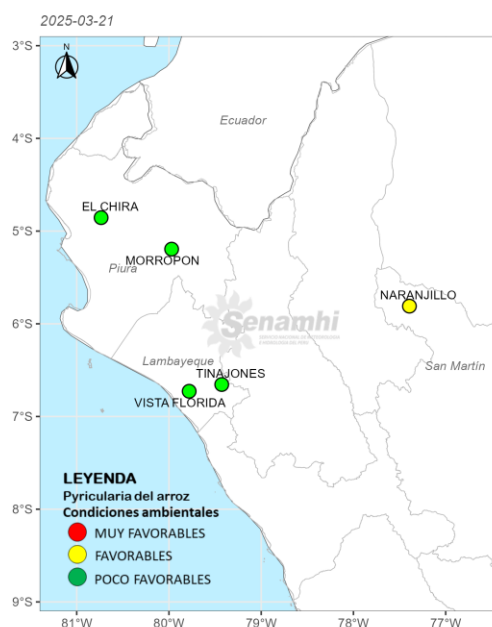 2025-03-21
3°S
N
4°S
Ecuador
EL CHIRA
5°S
MORROPON
Piura
NARANJILLO
6°S
Senamhi
Lambayeque
San Martín
TINAJONES
VISTA FLORIDA
7°S
LEYENDA
Pyricularia del arroz
Condiciones ambientales
MUY FAVORABLES
FAVORABLES
POCO FAVORABLES
8°S
9°S
81°W 80°W 79°W 78°W 77°W